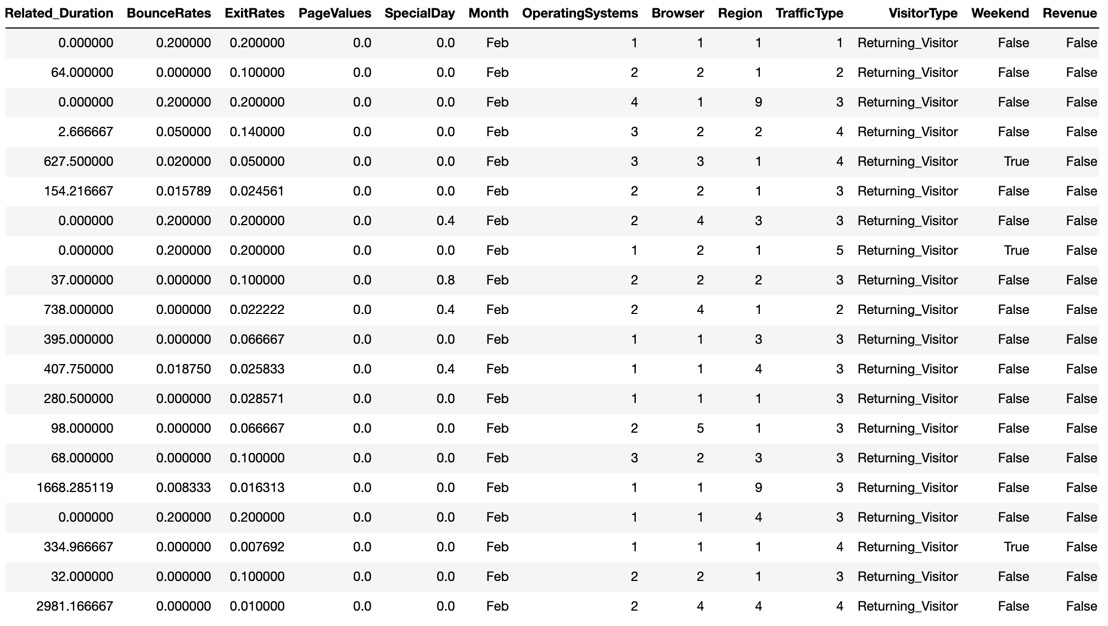 Related_Duration BounceRates ExitRates PageValues SpecialDay Month OperatingSystems Browser Region TrafficType VisitorType Weekend Revenue
0.000000 0.200000 0.200000 0.0 0.0 Feb 1 1 1 1 Returning_Visitor False False
64.000000 0.000000 0.100000 0.0 0.0 Feb 2 2 1 2 Returning_Visitor False False
0.000000 0.200000 0.200000 0.0 0.0 Feb 4 1 9 3 Returning_Visitor False False
2.666667 0.050000 0.140000 0.0 0.0 Feb 3 2 2 4 Returning_Visitor False False
627.500000 0.020000 0.050000 0.0 0.0 Feb 3 3 1 4 Returning_Visitor True False
154.216667 0.015789 0.024561 0.0 0.0 Feb 2 2 1 3 Returning_Visitor False False
0.000000 0.200000 0.200000 0.0 0.4 Feb 2 4 3 3 Returning_Visitor False False
0.000000 0.200000 0.200000 0.0 0.0 Feb 1 2 1 5 Returning_Visitor True False
37.000000 0.000000 0.100000 0.0 0.8 Feb 2 2 2 3 Returning_Visitor False False
738.000000 0.000000 0.022222 0.0 0.4 Feb 2 4 1 2 Returning_Visitor False False
395.000000 0.000000 0.066667 0.0 0.0 Feb 1 1 3 3 Returning_Visitor False False
407.750000 0.018750 0.025833 0.0 0.4 Feb 1 1 4 3 Returning_Visitor False False
280.500000 0.000000 0.028571 0.0 0.0 Feb 1 1 1 3 Returning_Visitor False False
98.000000 0.000000 0.066667 0.0 0.0 Feb 2 5 1 3 Returning_Visitor False False
68.000000 0.000000 0.100000 0.0 0.0 Feb 3 2 3 3 Returning_Visitor False False
1668.285119 0.008333 0.016313 0.0 0.0 Feb 1 1 9 3 Returning_Visitor False False
0.000000 0.200000 0.200000 0.0 0.0 Feb 1 1 4 3 Returning_Visitor False False
334.966667 0.000000 0.007692 0.0 0.0 Feb 1 1 1 4 Returning_Visitor True False
32.000000 0.000000 0.100000 0.0 0.0 Feb 2 2 1 3 Returning_Visitor False False
2981.166667 0.000000 0.010000 0.0 0.0 Feb 2 4 4 4 Returning_Visitor False False